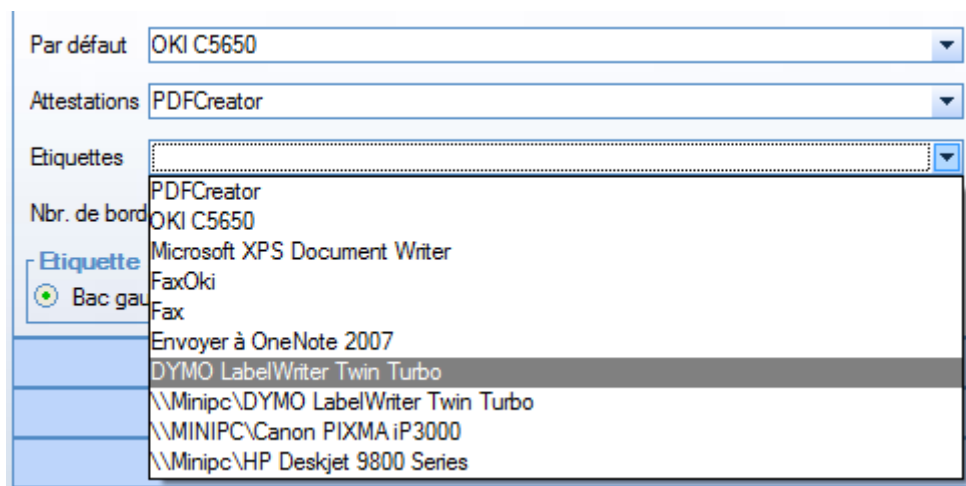 Par défaut OKI C5650
Attestations PDFCreator
Etiquettes
PDFCreator
Nbr. de bord
OKI C5650
Microsoft XPS Document Writer
Etiquette
FaxOki
Bac gau
Fax
Envoyer à OneNote 2007
DYMO LabelWriter Twin Turbo
\\Minipc\DYMO LabelWriter Twin Turbo
\\MINIPC\Canon PIXMA iP3000
\\Minipc\HP Deskjet 9800 Series